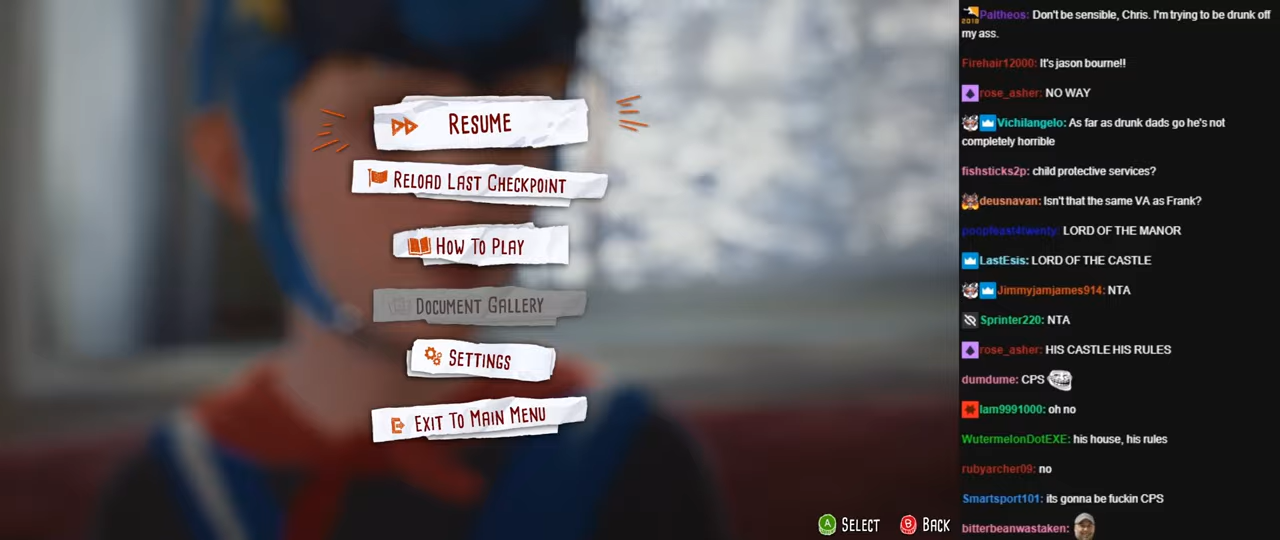 RESUME
RELOAD LAST CHECKPOINT
HOW TO PLAY
DOCUMENT GALLERY
SETTINGS
EXIT TO MAIN MENU
A SELECT B BACK
2018 Paltheos: Don't be sensible, Chris. I'm trying to be drunk off
my ass.
Firehair12000: It's jason bourne!!
rose_asher: NO WAY
Vichilangelo: As far as drunk dads go he's not
completely horrible
fishsticks2p: child protective services?
deusnavan: Isn't that the same VA as Frank?
poopfeast4twenty: LORD OF THE MANOR
LastEsis: LORD OF THE CASTLE
Jimmyjamjames914: NTA
Sprinter220: NTA
rose_asher: HIS CASTLE HIS RULES
dumdume: CPS
Iam9991000: oh no
WutermelonDotEXE: his house, his rules
rubyarcher09: no
Smartsport101: its gonna be fuckin CPS
bitterbeanwastaken: